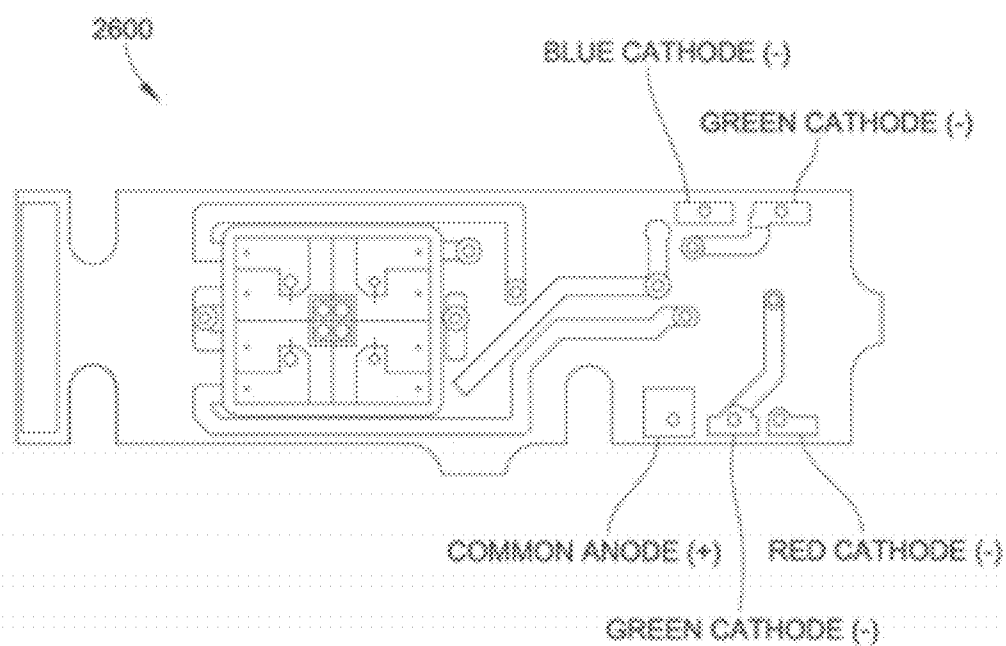 2600
BLUE CATHODE (-)
GREEN CATHODE (-)
COMMON ANODE (+)
RED CATHODE (-)
GREEN CATHODE (-)